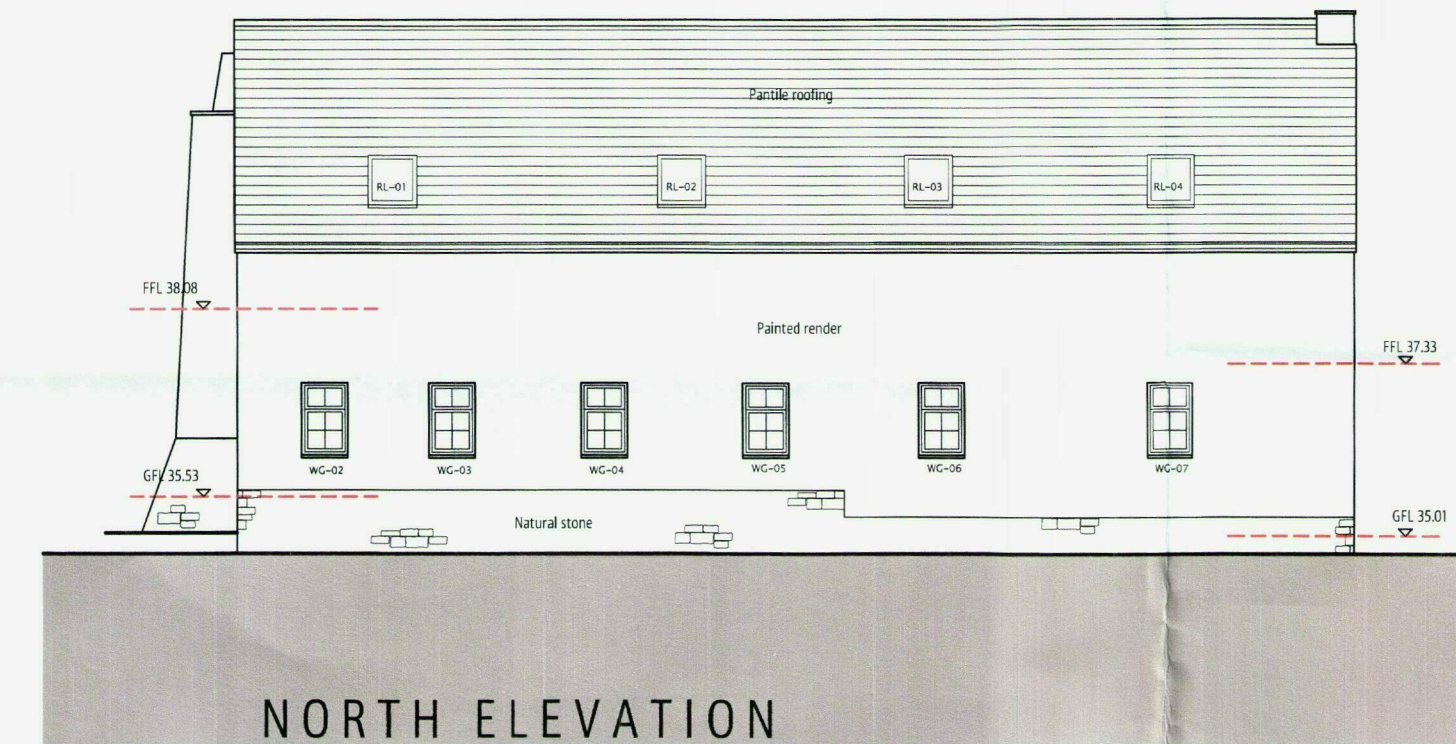 Pantile roofing
RL-01 RL-02 RL-03 RL-04
FFL 38.08
Painted render
FFL 37.33
WG-02 WG-03 WG-04 WG-05 WG-06 WG-07
GFL 35.53
Natural stone
GFL 35.01
NORTH ELEVATION